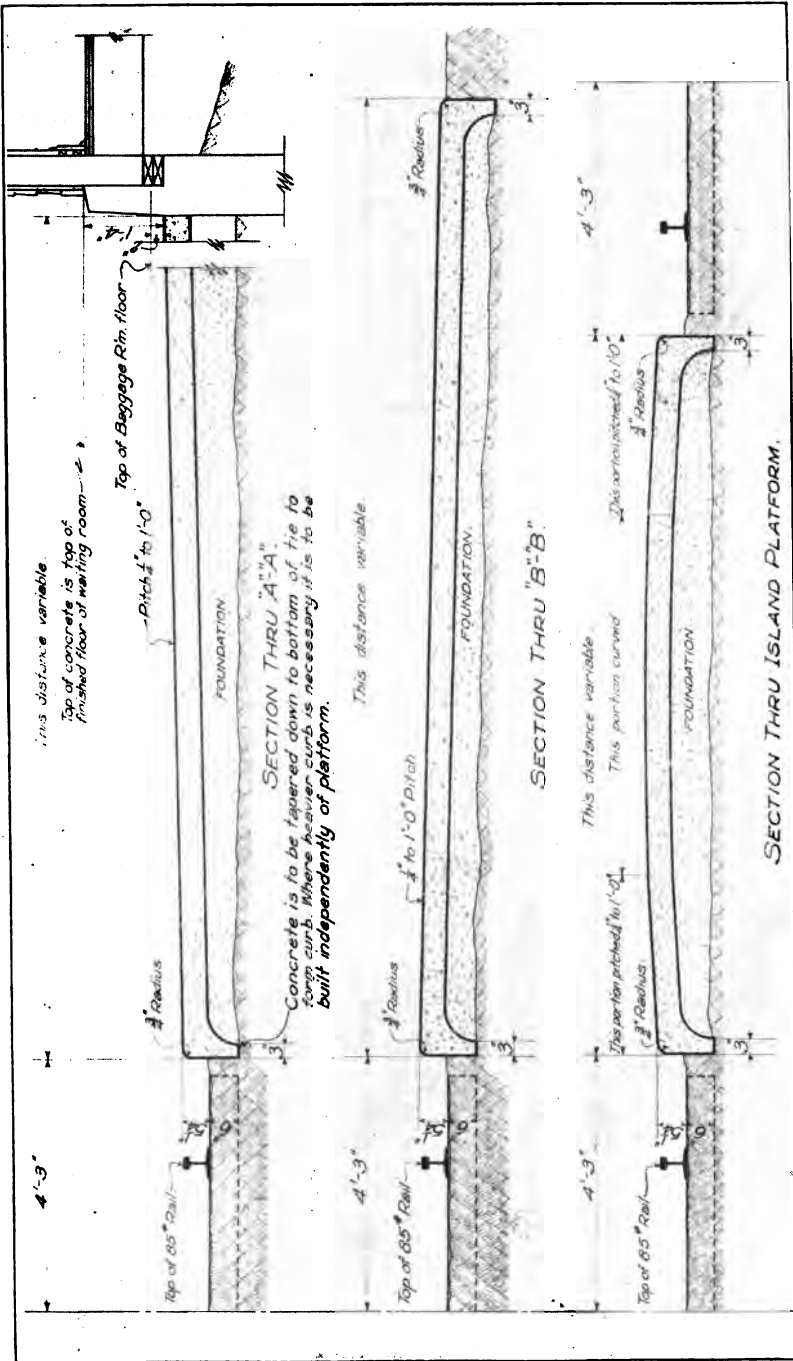 This distance variable.
Top of concrete is top of
finished floor of waiting room
1'-4"
Top of Baggage R'm. floor
Pitch ¼" to 1'-0"
¾" Radius
4'-3"
Top of 85# Rail
FOUNDATION.
3"
SECTION THRU "A"-"A".
Concrete is to be tapered down to bottom of tie to
form curb. Where heavier curb is necessary it is to be
built independently of platform.
This distance variable.
¾" Radius
¼" to 1'-0" Pitch
¾" Radius
4'-3"
Top of 85# Rail
6"
FOUNDATION.
3"
3"
SECTION THRU "B"-"B".
This distance variable.
This portion curved
This portion pitched ¼" to 1'-0"
This portion pitched ¼" to 1'-0"
¾" Radius
¾" Radius
4'-3"
4'-3"
Top of 85# Rail
6"
FOUNDATION.
3"
3"
SECTION THRU ISLAND PLATFORM.